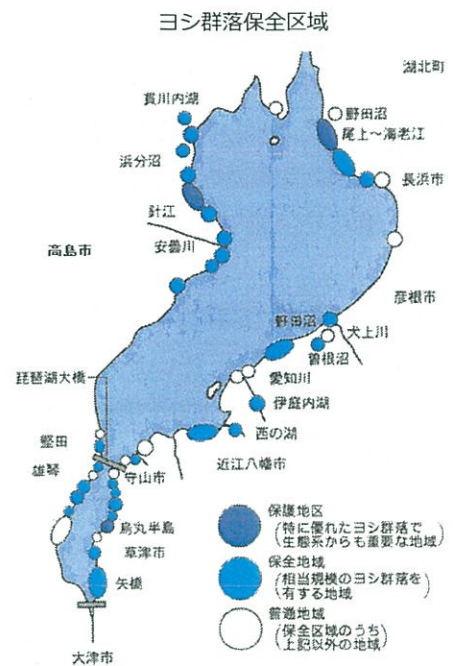 ヨシ群落保全区域
湖北町
貫川内湖
野田沼
尾上～海老江
浜分沼
長浜市
針江
安曇川
高島市
彦根市
野田沼
犬上川
曽根沼
琵琶湖大橋
愛知川
伊庭内湖
西の湖
堅田
近江八幡市
守山市
雄琴
烏丸半島
草津市
矢橋
大津市
保護地区
(特に優れたヨシ群落で
生態系からも重要な地域)
保全地域
(相当規模のヨシ群落を
有する地域)
普通地域
(保全区域のうち
上記以外の地域)